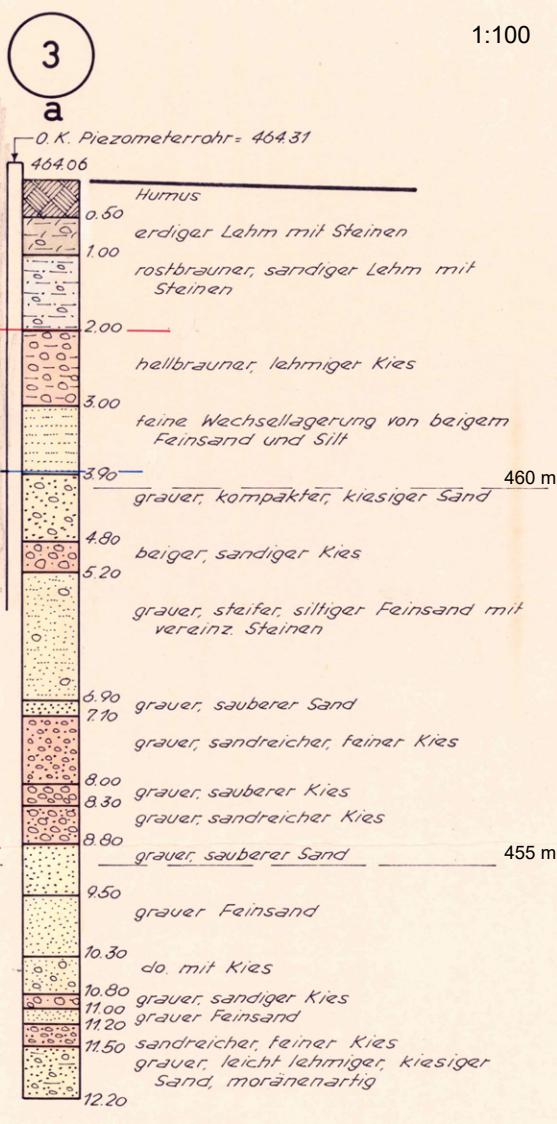 3
1:100
a
O.K. Piezometerrohr = 464.31
464.06
Humus
0.50
erdiger Lehm mit Steinen
1.00
rostbrauner, sandiger Lehm mit
Steinen
2.00
hellbrauner, lehmiger Kies
3.00
feine Wechsellagerung von beigem
Feinsand und Silt
3.90
460 m
grauer, kompakter, kiesiger Sand
4.80
beiger, sandiger Kies
5.20
grauer, steifer, siltiger Feinsand mit
vereinz. Steinen
6.90
grauer, sauberer Sand
7.10
grauer, sandreicher, feiner Kies
8.00
grauer, sauberer Kies
8.30
grauer, sandreicher Kies
8.80
grauer, sauberer Sand
455 m
9.50
grauer Feinsand
10.30
do. mit Kies
10.80
grauer, sandiger Kies
11.00
grauer Feinsand
11.20
sandreicher, feiner Kies
11.50
grauer, leicht lehmiger, kiesiger
Sand, moränenartig
12.20